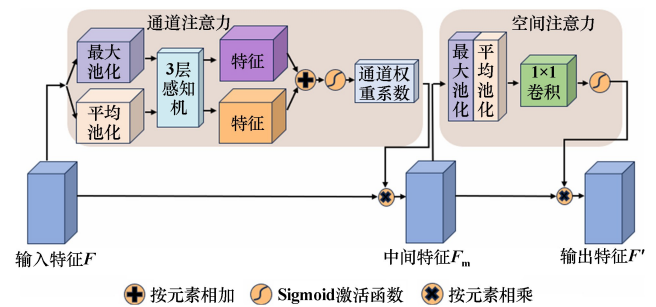 通道注意力
空间注意力
最大
池化
3层
感知
机
特征
通道权
重系数
平均
池化
特征
最大池化
平均池化
1×1
卷积
输入特征F
中间特征Fm
输出特征F'
按元素相加
Sigmoid激活函数
按元素相乘